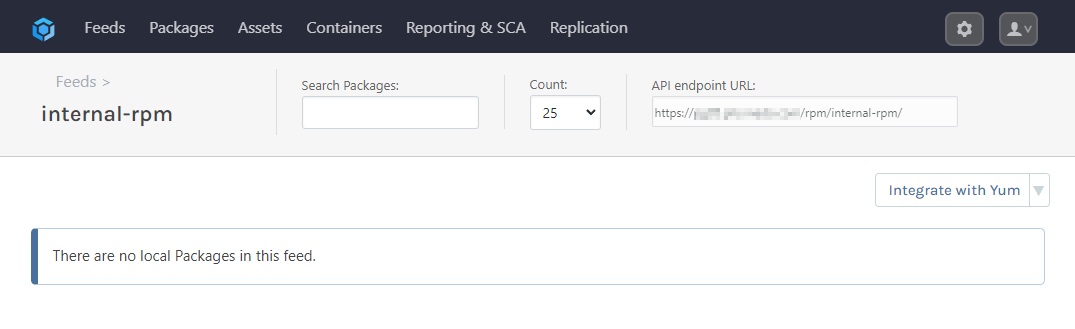 Feeds Packages Assets Containers Reporting & SCA Replication
Feeds >
internal-rpm
Search Packages:
Count:
25
API endpoint URL:
https:// /rpm/internal-rpm/
Integrate with Yum
There are no local Packages in this feed.